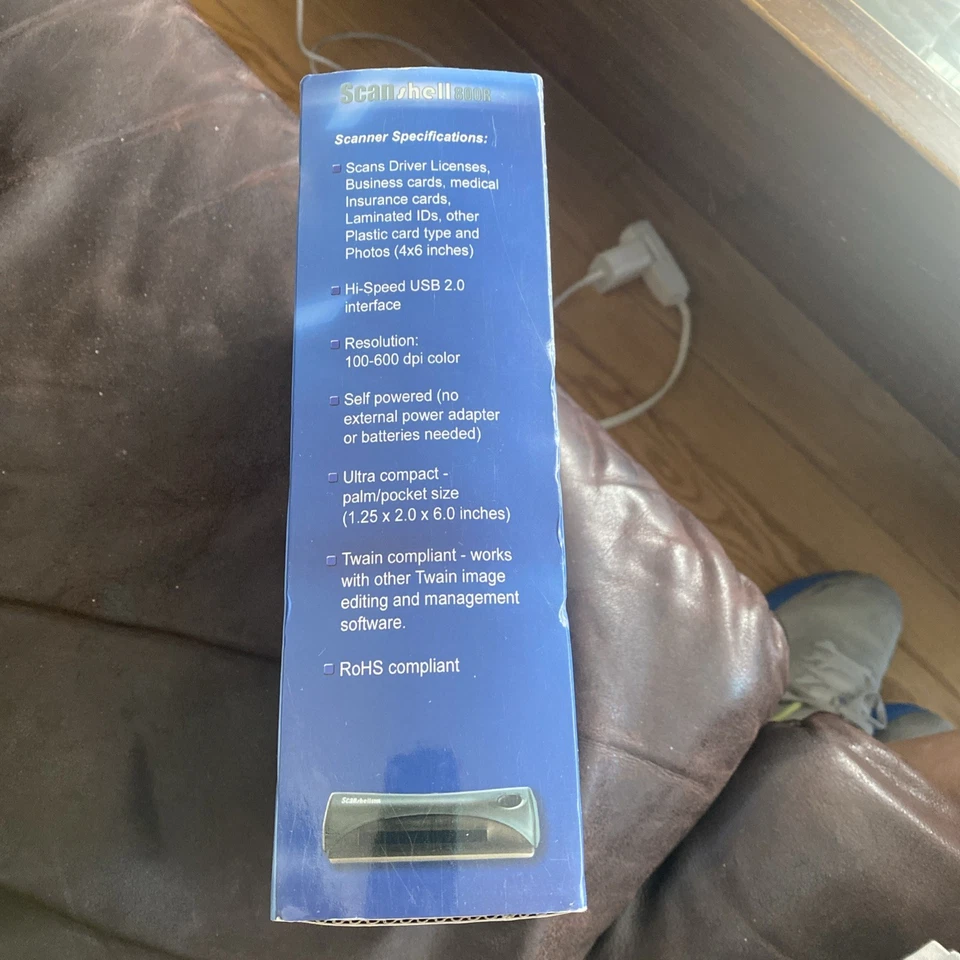 Scanshell 800R
Scanner Specifications:
Scans Driver Licenses,
Business cards, medical
Insurance cards,
Laminated IDs, other
Plastic card type and
Photos (4x6 inches)
Hi-Speed USB 2.0
interface
Resolution:
100-600 dpi color
Self powered (no
external power adapter
or batteries needed)
Ultra compact -
palm/pocket size
(1.25 x 2.0 x 6.0 inches)
Twain compliant - works
with other Twain image
editing and management
software.
RoHS compliant
Scanshell